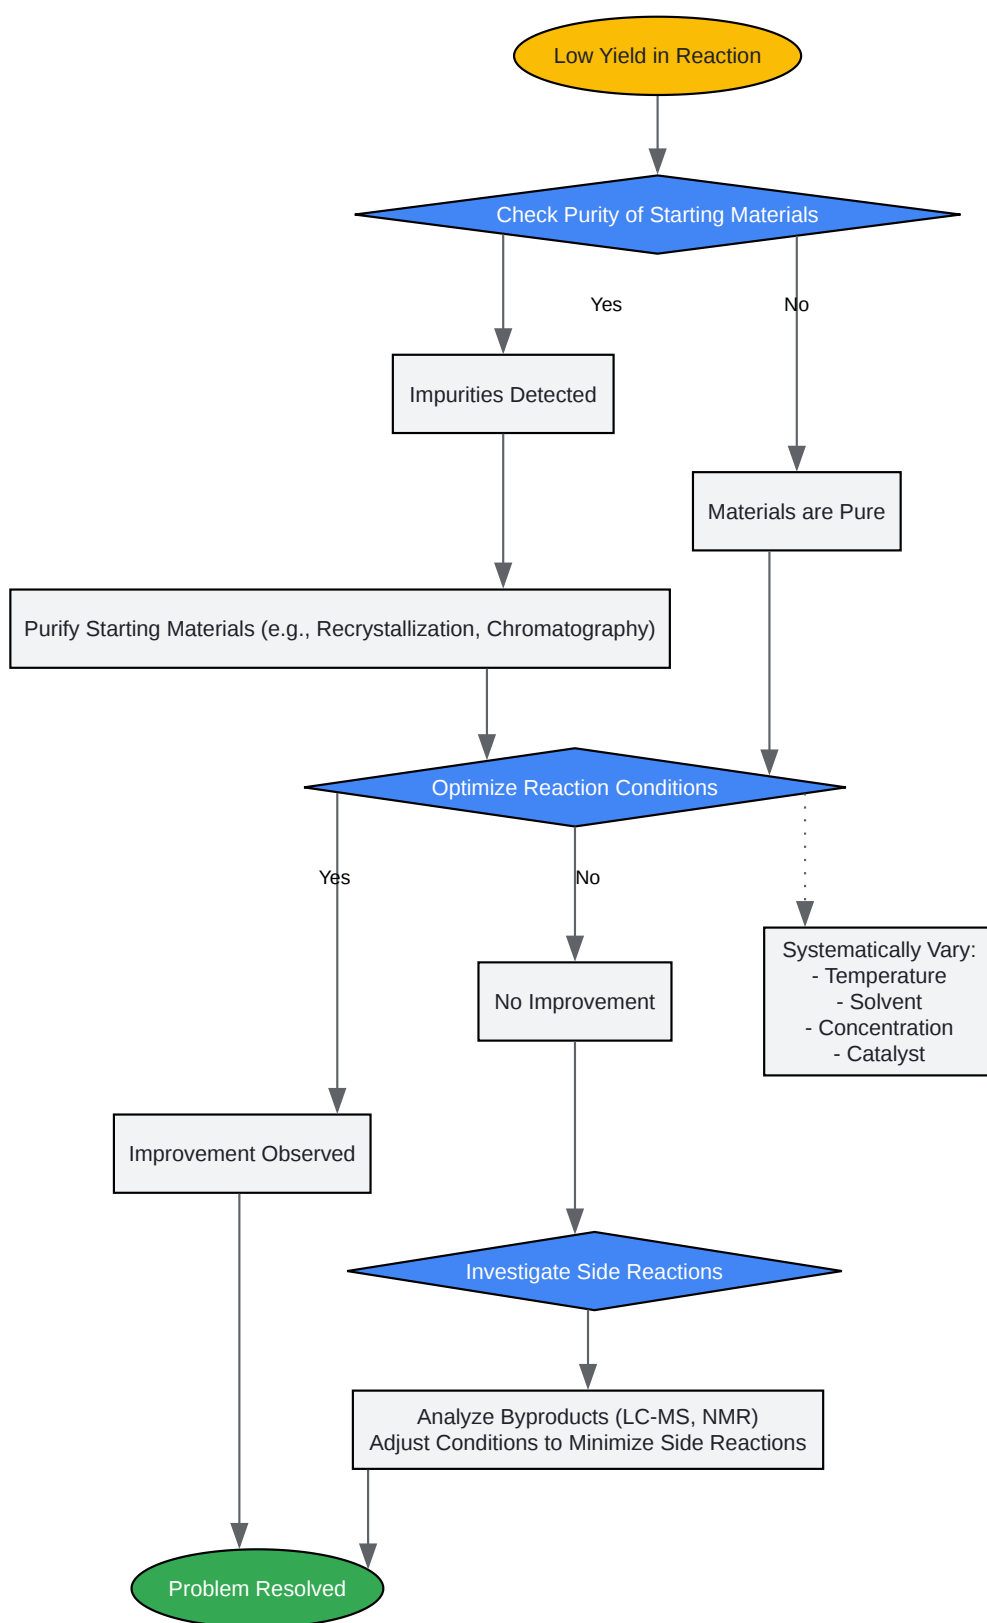 Low Yield in Reaction
Check Purity of Starting Materials
Yes
No
Impurities Detected
Materials are Pure
Purify Starting Materials (e.g., Recrystallization, Chromatography)
Optimize Reaction Conditions
Yes
No
Systematically Vary:
- Temperature
- Solvent
- Concentration
- Catalyst
No Improvement
Improvement Observed
Investigate Side Reactions
Analyze Byproducts (LC-MS, NMR)
Adjust Conditions to Minimize Side Reactions
Problem Resolved